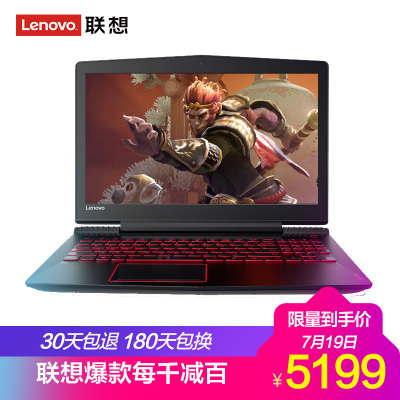 Lenovo 联想
Lenovo
30天包退 180天包换
联想爆款每千减百
限量到手价
7月19日
¥5199